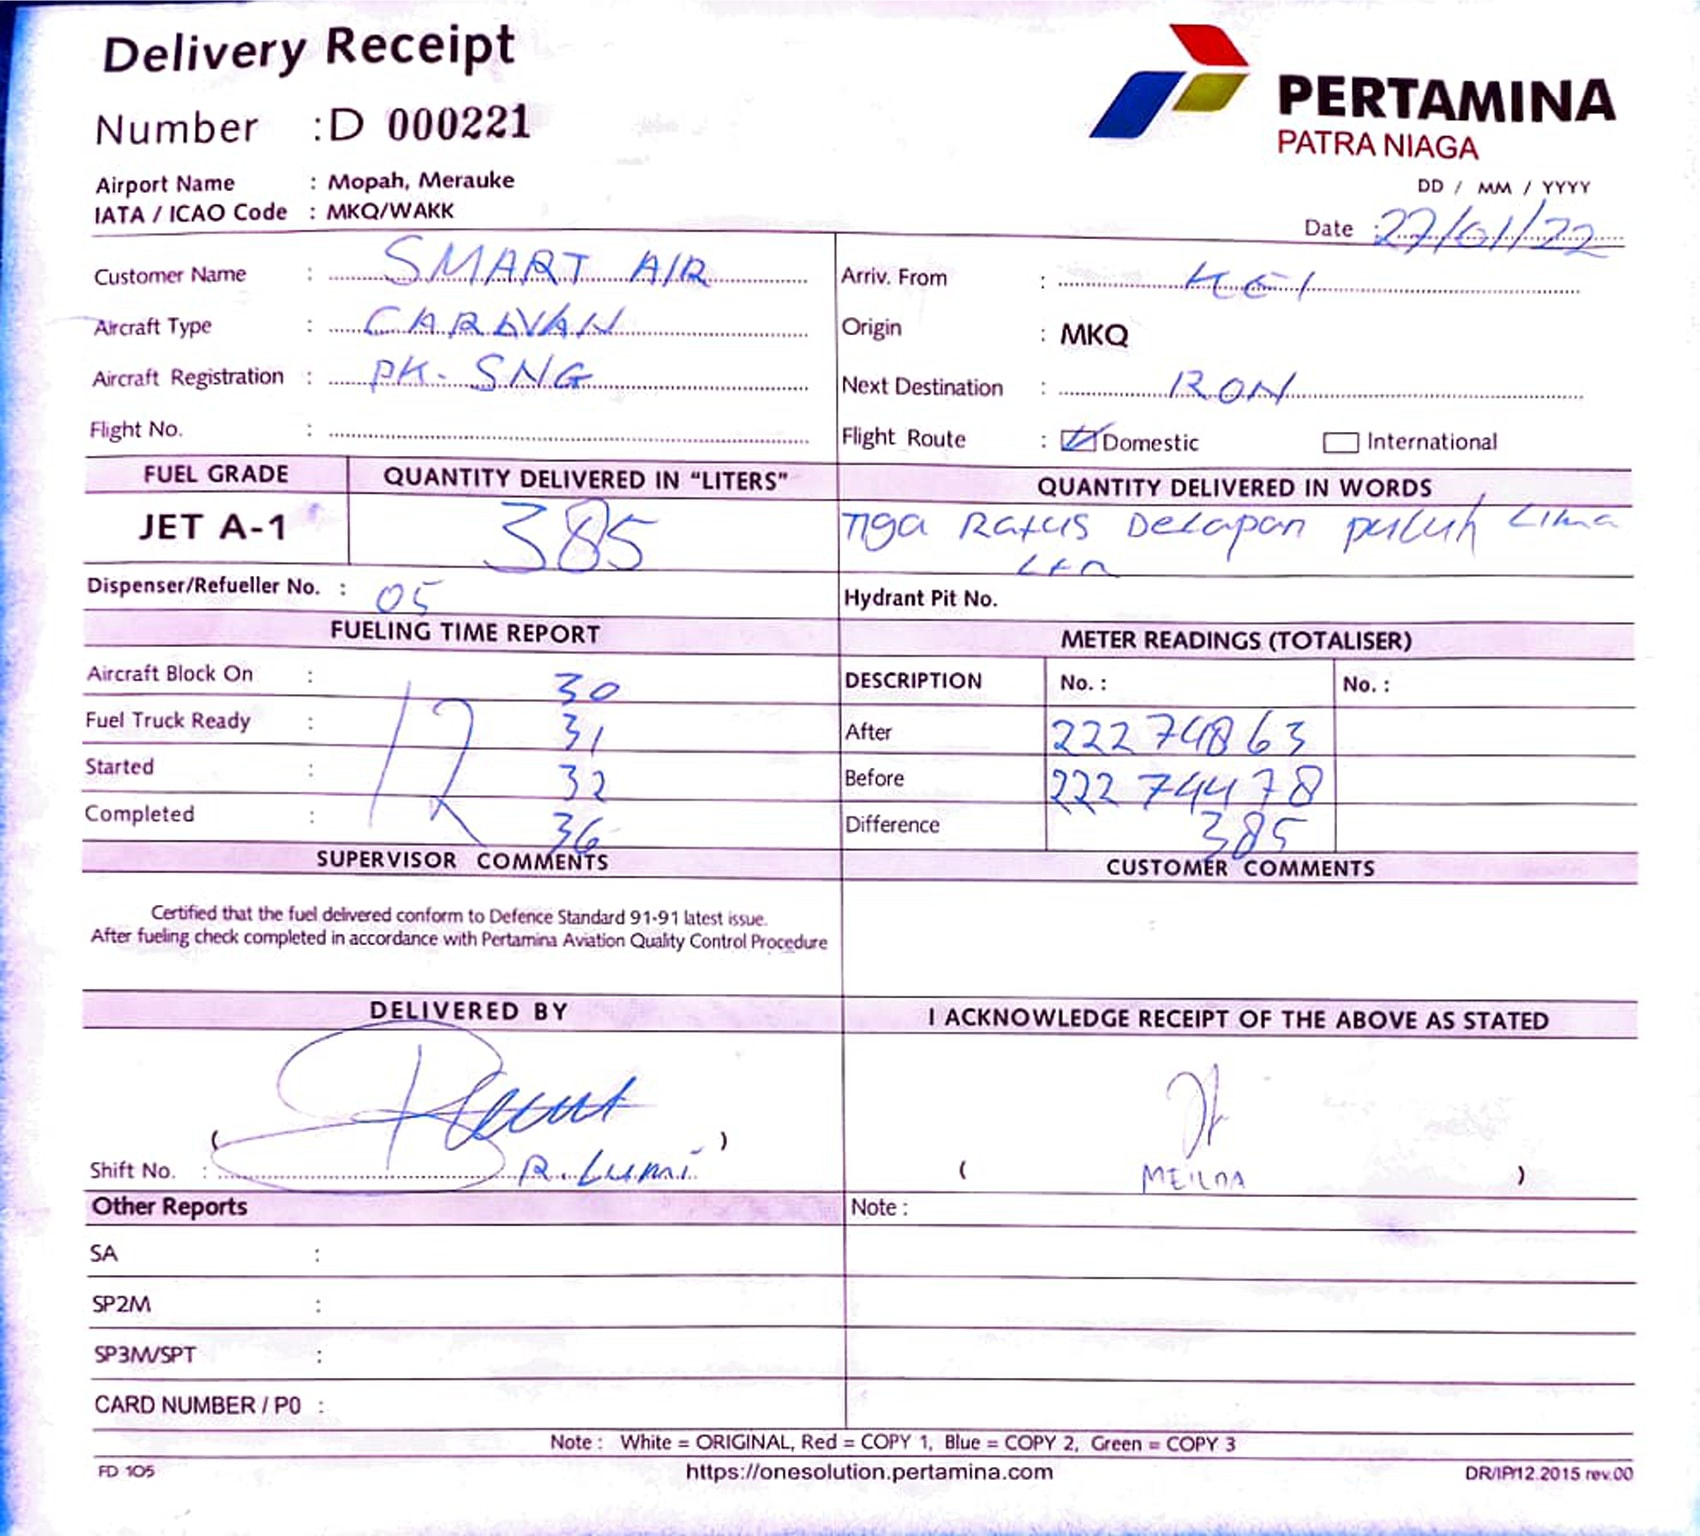 Delivery Receipt
Number : D 000221
PERTAMINA
PATRA NIAGA
Airport Name : Mopah, Merauke
IATA / ICAO Code : MKQ/WAKK
DD / MM / YYYY
Date : 27/01/22
Customer Name : SMART AIR
Aircraft Type : CARAVAN
Aircraft Registration : PK-SNG
Flight No. :
Arriv. From : KEI
Origin : MKQ
Next Destination : RON
Flight Route : Domestic International
FUEL GRADE QUANTITY DELIVERED IN “LITERS” QUANTITY DELIVERED IN WORDS
JET A-1 385 Tiga Ratus Delapan puluh Lima
Dispenser/Refueller No. : 05 Hydrant Pit No.
FUELING TIME REPORT
Aircraft Block On : 30
Fuel Truck Ready : 31
Started : 12 32
Completed : 36
METER READINGS (TOTALISER)
DESCRIPTION No. : No. :
After 22274863
Before 22274478
Difference 385
SUPERVISOR COMMENTS CUSTOMER COMMENTS
Certified that the fuel delivered conform to Defence Standard 91-91 latest issue.
After fueling check completed in accordance with Pertamina Aviation Quality Control Procedure
DELIVERED BY I ACKNOWLEDGE RECEIPT OF THE ABOVE AS STATED
( )
Shift No. : R. Lumi
( MEILDA )
Other Reports Note :
SA :
SP2M :
SP3M/SPT :
CARD NUMBER / P0 :
Note : White = ORIGINAL, Red = COPY 1, Blue = COPY 2, Green = COPY 3
FD 105 https://onesolution.pertamina.com DR/IP/12.2015 rev.00